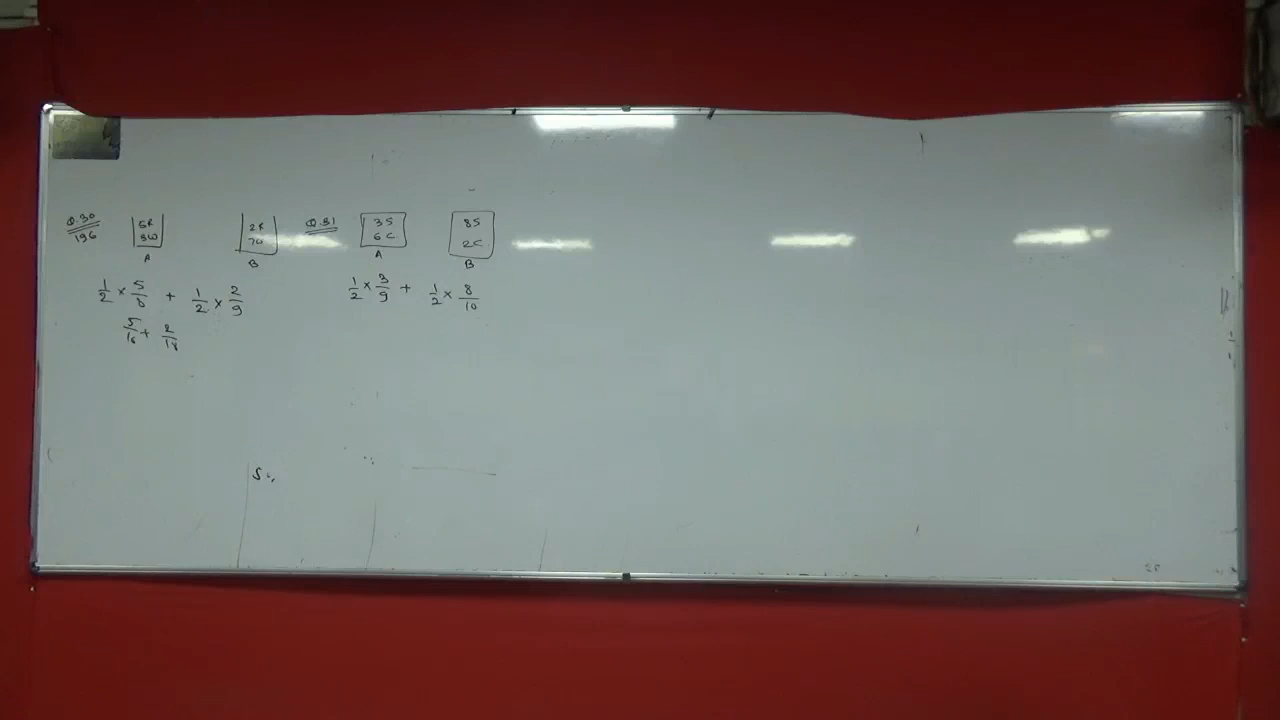 Q.30
196
5R
3W
A
2R
7W
B
1/2 × 5/8 + 1/2 × 2/9
5/16 + 2/18
Q.31
3S
6C
A
8S
2C
B
1/2 × 3/9 + 1/2 × 8/10